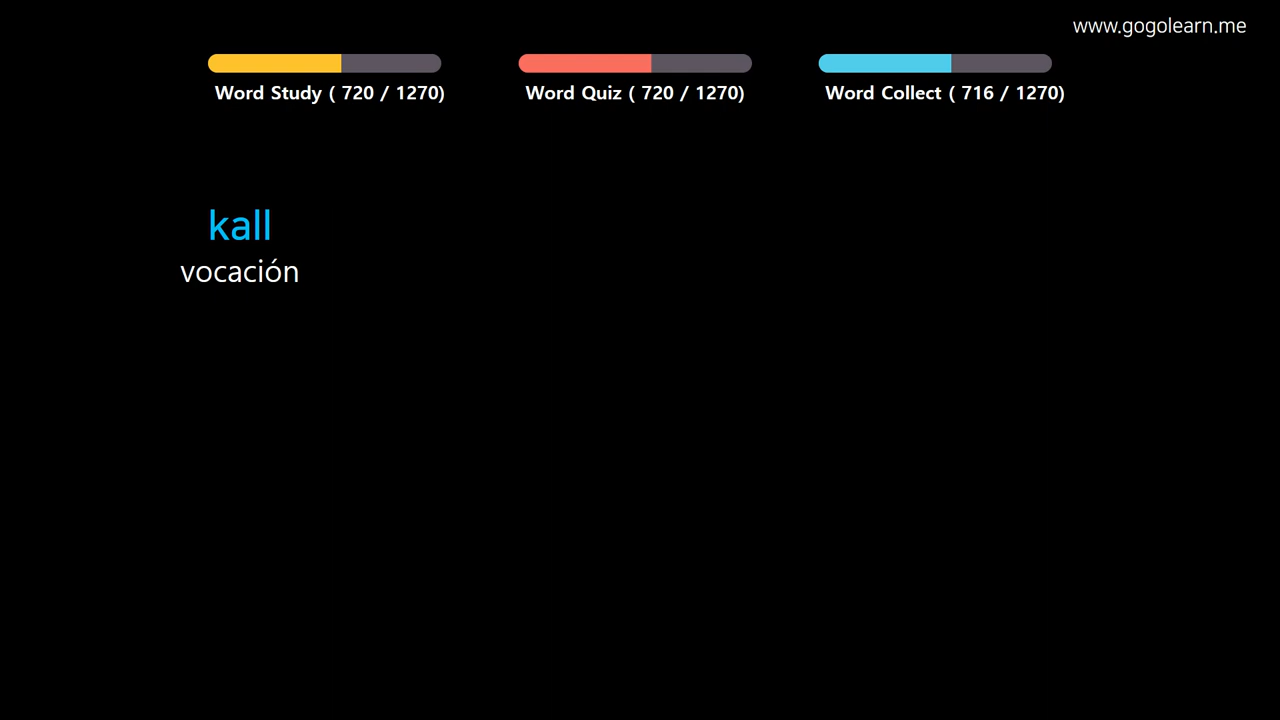 www.gogolearn.me
Word Study ( 720 / 1270)
Word Quiz ( 720 / 1270)
Word Collect ( 716 / 1270)
kall
vocación